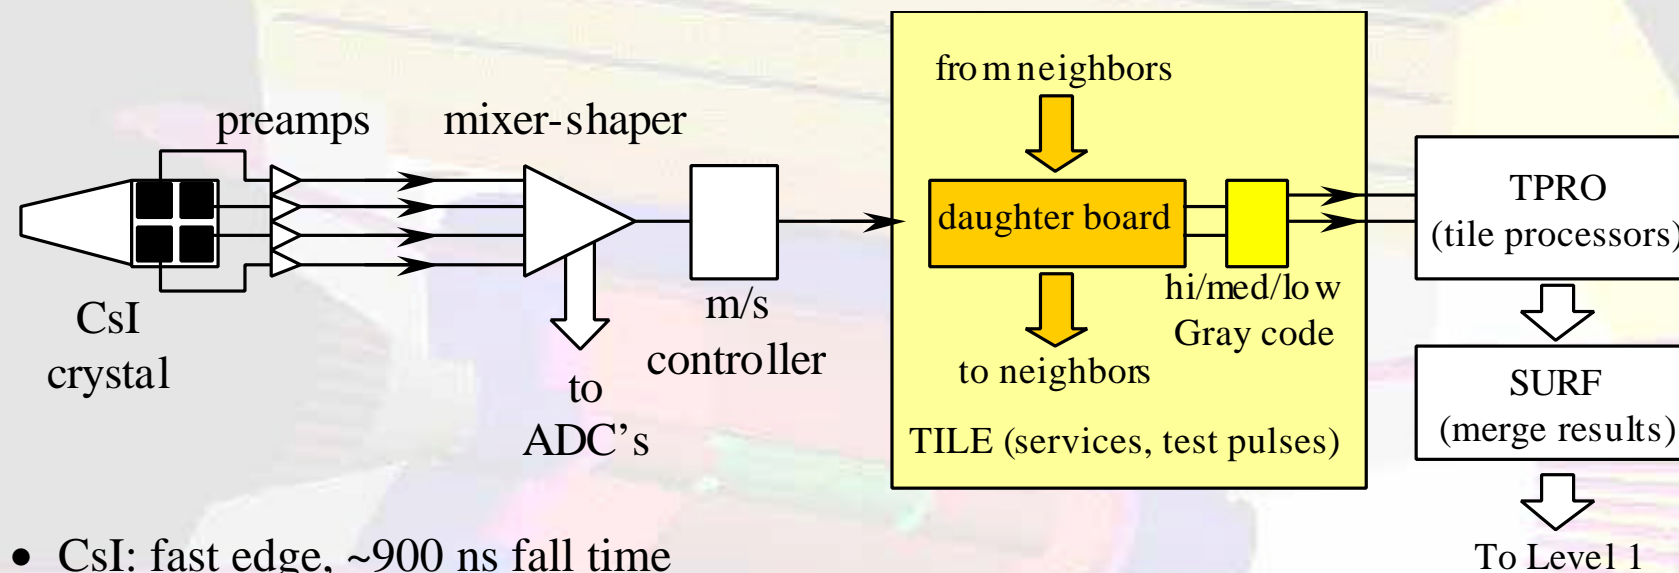 preamps
mixer-shaper
CsI
crystal
to
ADC’s
m/s
controller
from neighbors
daughter board
to neighbors
hi/med/low
Gray code
TILE (services, test pulses)
TPRO
(tile processors)
SURF
(merge results)
To Level 1
• CsI: fast edge, ~900 ns fall time